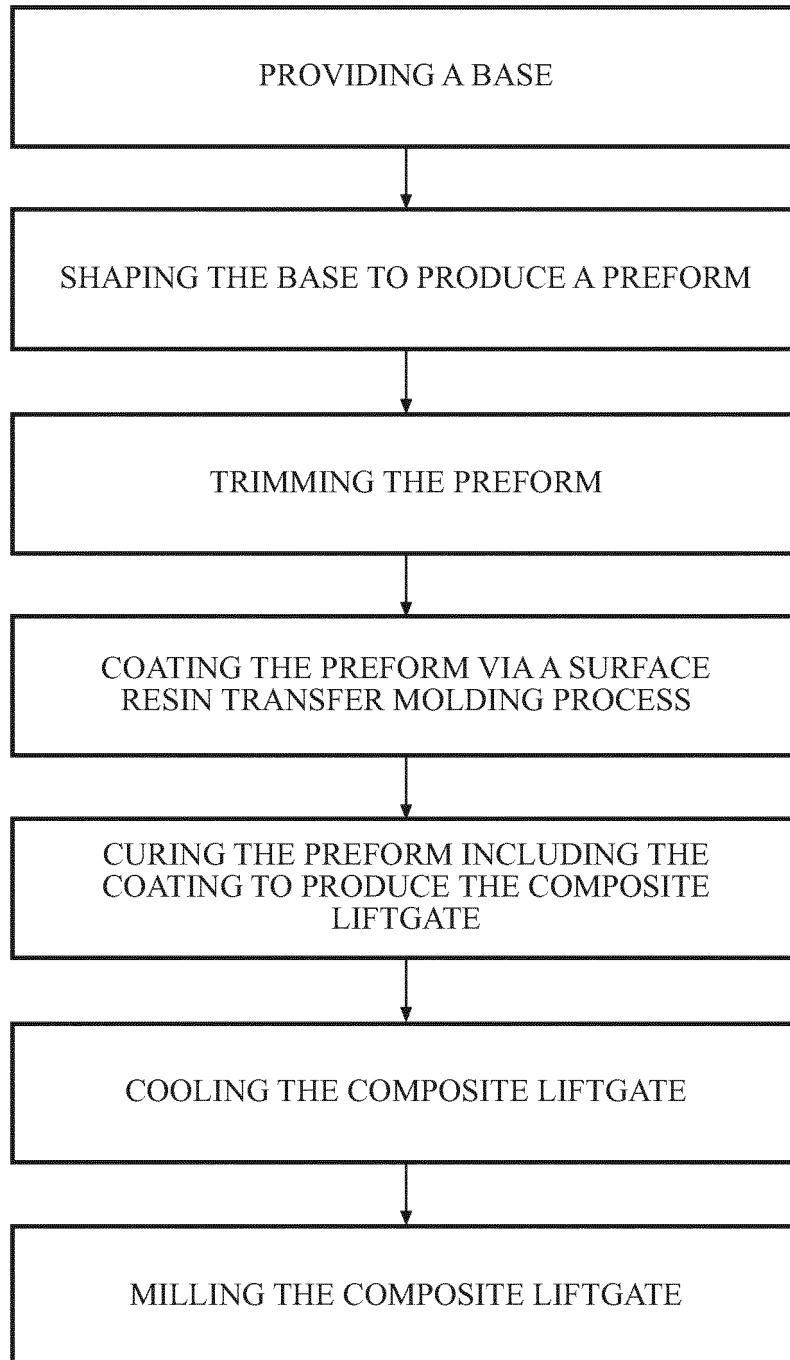 PROVIDING A BASE
SHAPING THE BASE TO PRODUCE A PREFORM
TRIMMING THE PREFORM
COATING THE PREFORM VIA A SURFACE
RESIN TRANSFER MOLDING PROCESS
CURING THE PREFORM INCLUDING THE
COATING TO PRODUCE THE COMPOSITE
LIFTGATE
COOLING THE COMPOSITE LIFTGATE
MILLING THE COMPOSITE LIFTGATE